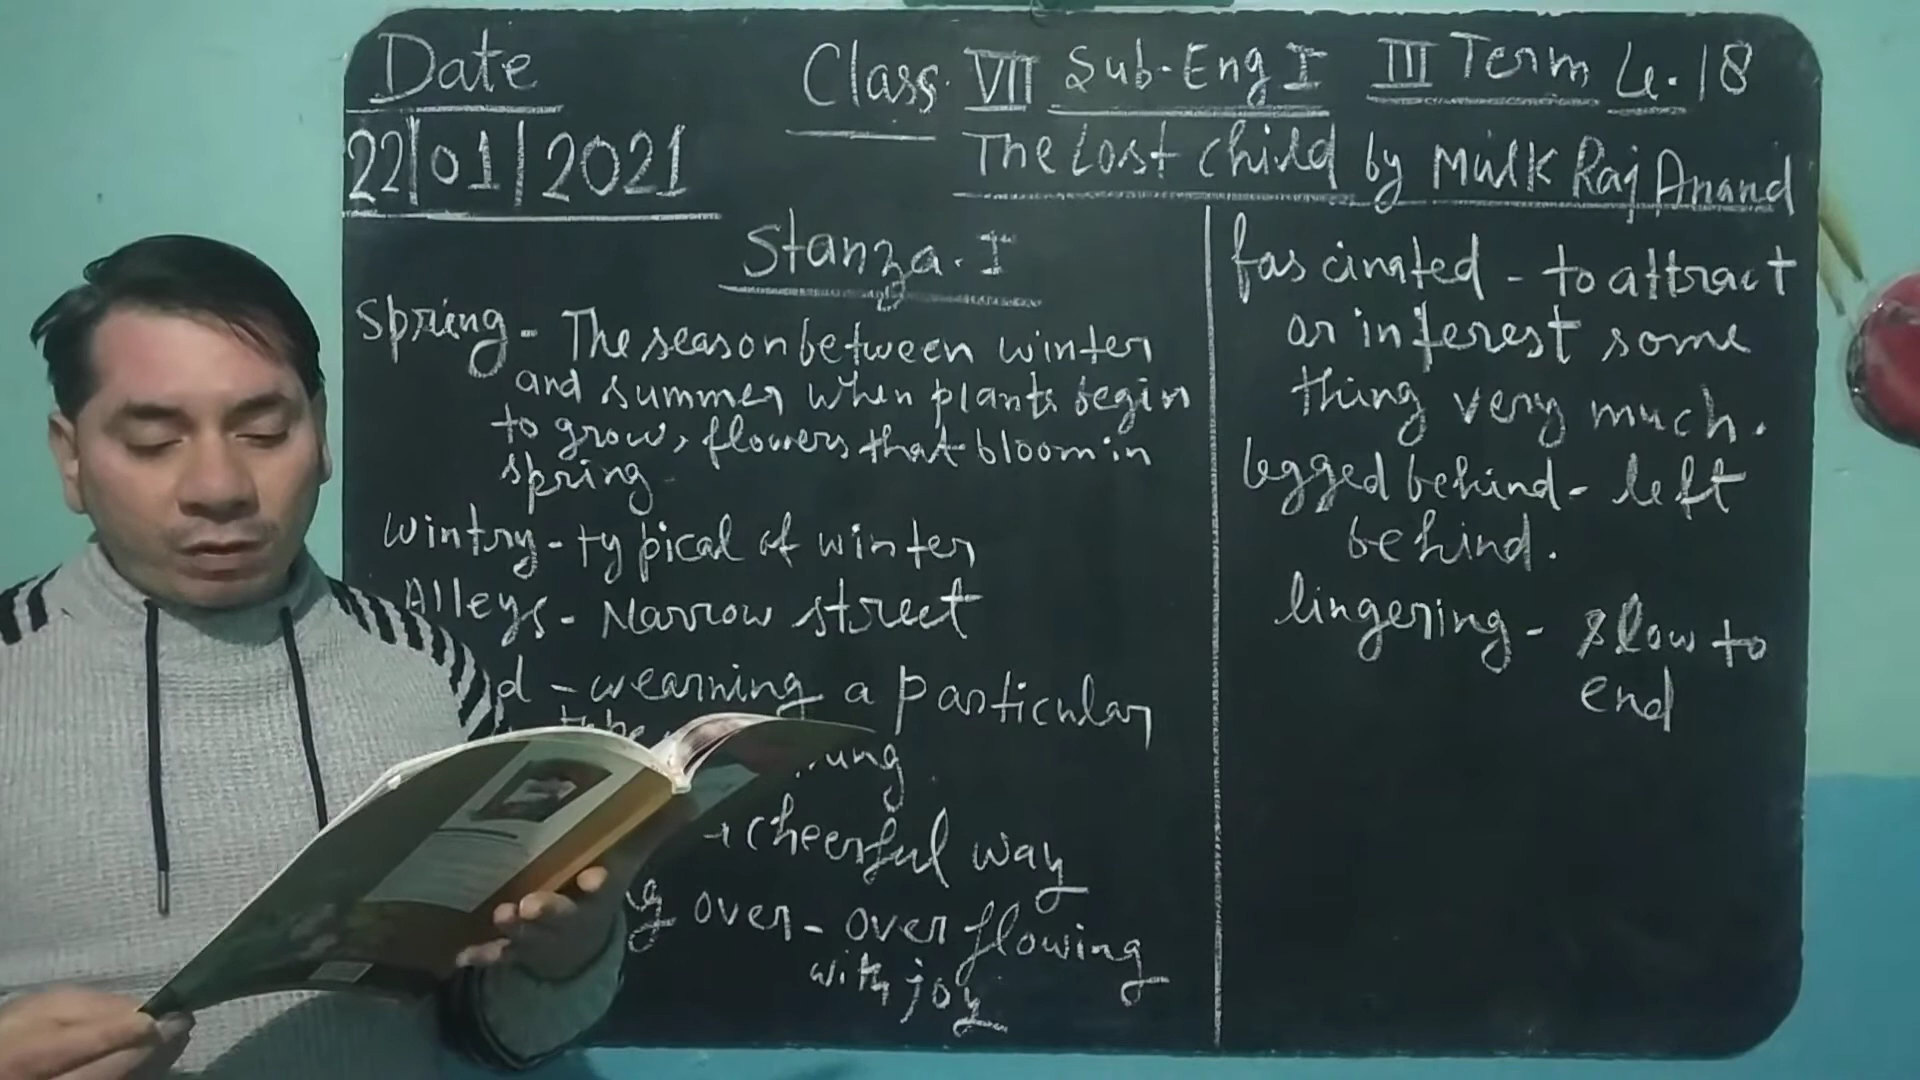 Date
22/01/2021
Class VII Sub-Eng I III Term L.18
The Lost Child by Mulk Raj Anand
Stanza-I
Spring - The season between winter
and summer when plants begin
to grow, flowers that bloom in
spring
Wintry - typical of winter
Alleys - Narrow street
d - wearning a particular
cheerful way
over - over flowing
with joy
fascinated - to attract
or interest some
thing very much.
legged behind - left
behind.
lingering - slow to
end